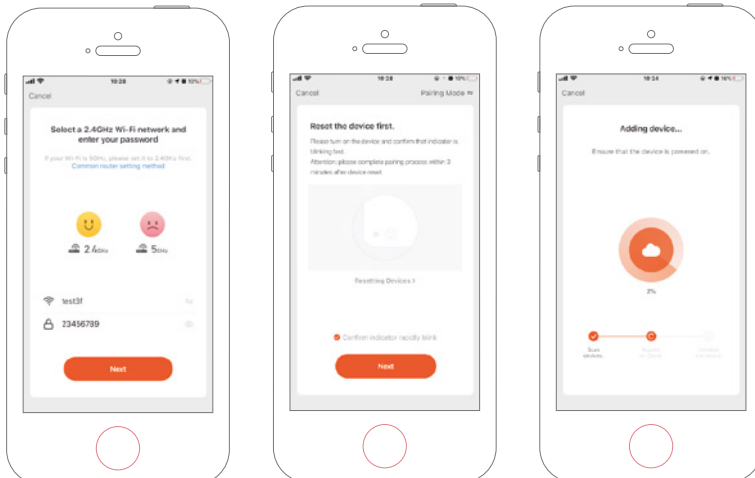 10:28
Cancel
Select a 2.4GHz Wi-Fi network and
enter your password
If your Wi-Fi is 5GHz, please set it to 2.4GHz first.
Common router setting method
2.4GHz
5GHz
test3f
23456789
Next
10:28
Cancel
Pairing Mode
Reset the device first.
Please turn on the device and confirm that indicator is
blinking fast.
Attention: please complete pairing process within 3
minutes after device reset
Resetting Devices >
Confirm indicator rapidly blink
Next
Cancel
Adding device...
Ensure that the device is powered on.
2%
Scan
devices.